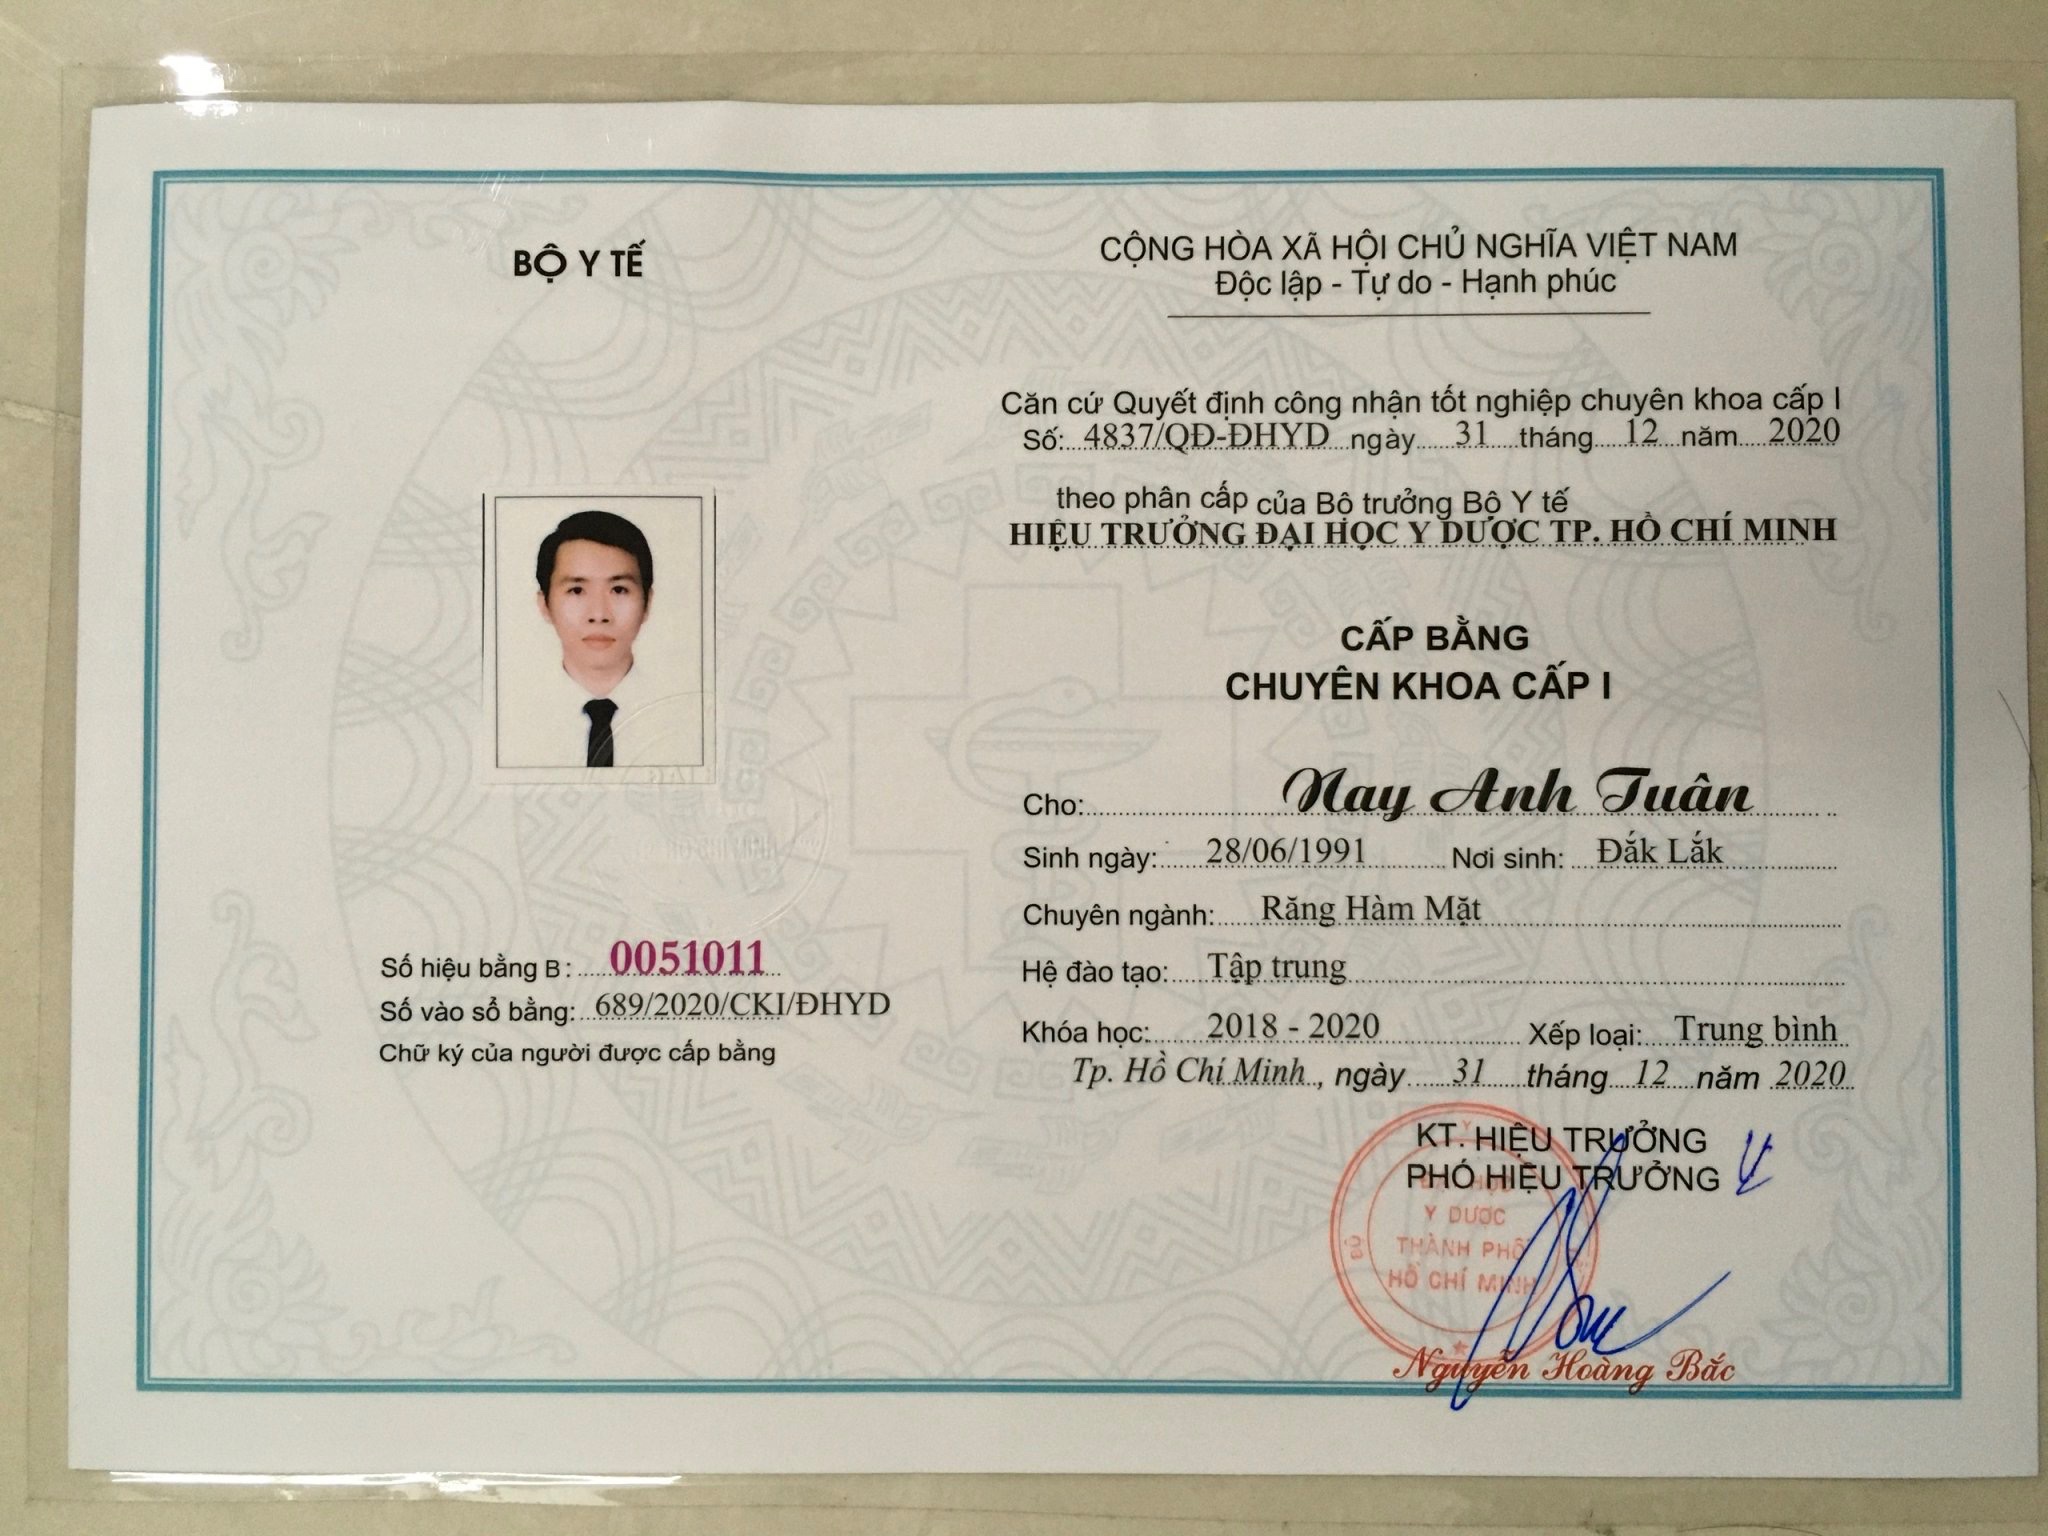 BỘ Y TẾ
CỘNG HÒA XÃ HỘI CHỦ NGHĨA VIỆT NAM
Độc lập - Tự do - Hạnh phúc
Căn cứ Quyết định công nhận tốt nghiệp chuyên khoa cấp I
Số: 4837/QĐ-ĐHYD ngày 31 tháng 12 năm 2020
theo phân cấp của Bộ trưởng Bộ Y tế
HIỆU TRƯỞNG ĐẠI HỌC Y DƯỢC TP. HỒ CHÍ MINH
CẤP BẰNG
CHUYÊN KHOA CẤP I
Cho: Nay Anh Tuân
Sinh ngày: 28/06/1991 Nơi sinh: Đắk Lắk
Chuyên ngành: Răng Hàm Mặt
Hệ đào tạo: Tập trung
Khóa học: 2018 - 2020 Xếp loại: Trung bình
Tp. Hồ Chí Minh, ngày 31 tháng 12 năm 2020
KT. HIỆU TRƯỞNG
PHÓ HIỆU TRƯỞNG
Y DƯỢC
THÀNH PHỐ
HỒ CHÍ MINH
Nguyễn Hoàng Bắc
Số hiệu bằng B: 0051011
Số vào sổ bằng: 689/2020/CKI/ĐHYD
Chữ ký của người được cấp bằng